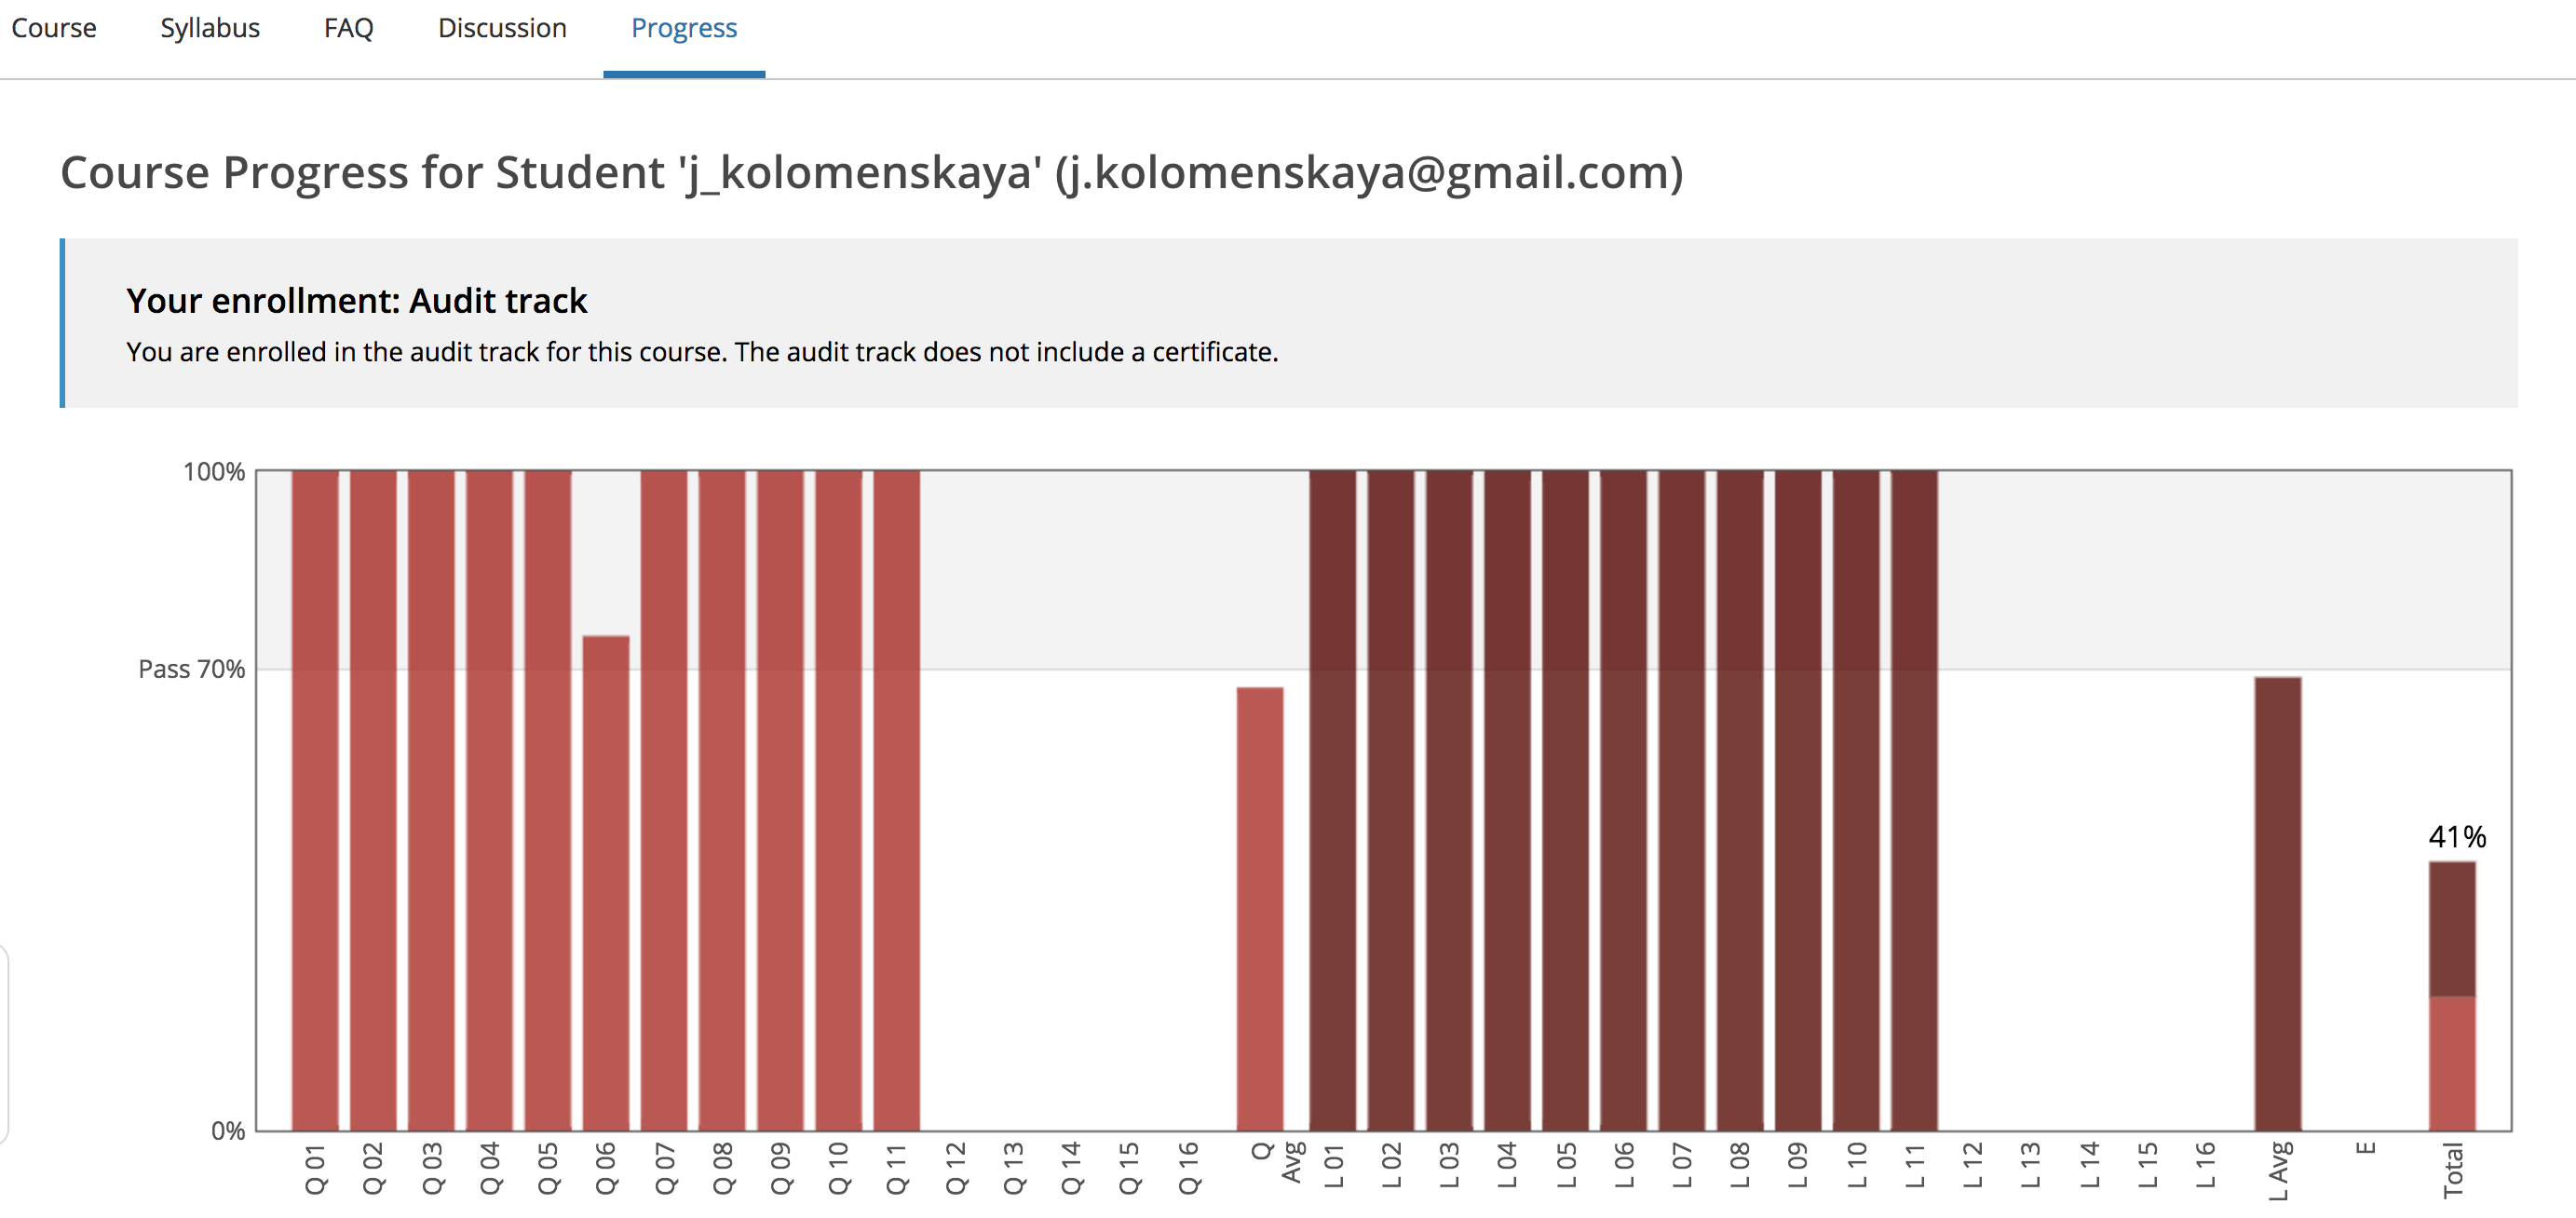 Course Syllabus FAQ Discussion Progress
Course Progress for Student 'j_kolomenskaya' (j.kolomenskaya@gmail.com)
Your enrollment: Audit track
You are enrolled in the audit track for this course. The audit track does not include a certificate.
100%
Pass 70%
41%
0%
Q 01 Q 02 Q 03 Q 04 Q 05 Q 06 Q 07 Q 08 Q 09 Q 10 Q 11 Q 12 Q 13 Q 14 Q 15 Q 16 Q Avg L 01 L 02 L 03 L 04 L 05 L 06 L 07 L 08 L 09 L 10 L 11 L 12 L 13 L 14 L 15 L 16 L Avg E Total